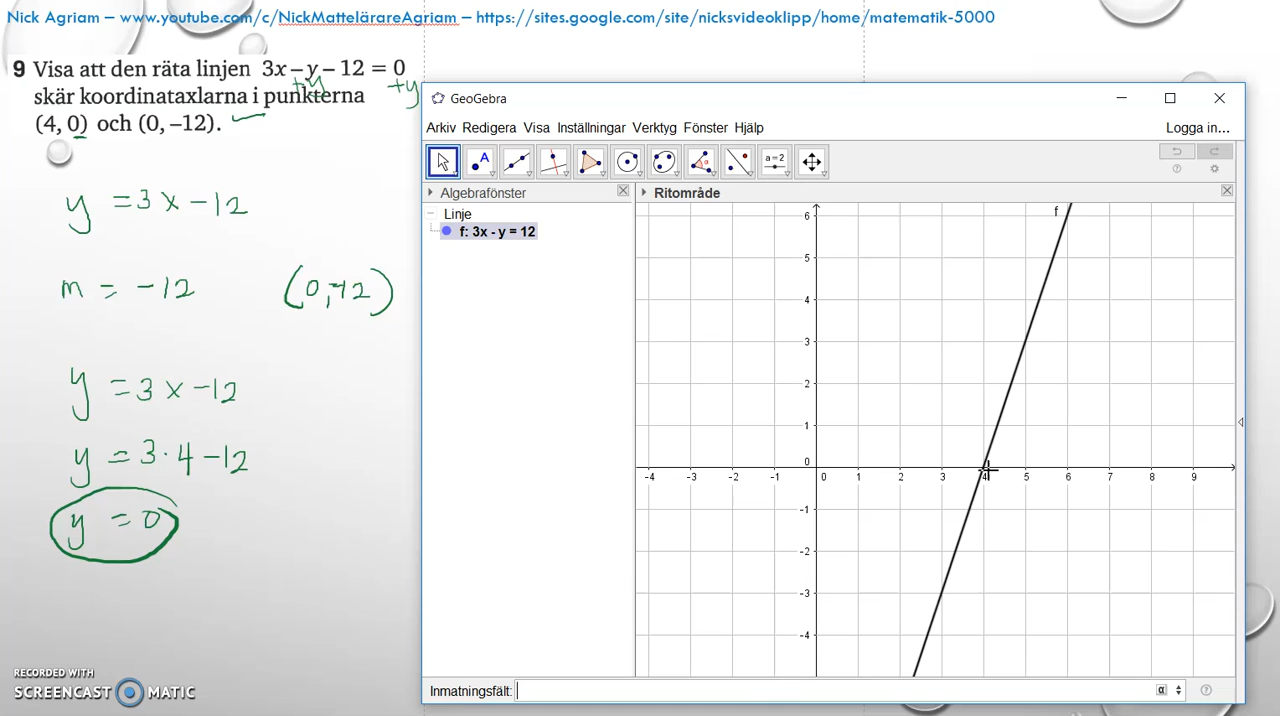 Nick Agriam – www.youtube.com/c/NickMattelärareAgriam – https://sites.google.com/site/nicksvideoklipp/home/matematik-5000
9 Visa att den räta linjen 3x – y – 12 = 0
+y +y
skär koordinataxlarna i punkterna
(4, 0) och (0, –12).
y = 3x - 12
m = -12 (0,-12)
y = 3x - 12
y = 3·4 - 12
y = 0
RECORDED WITH
SCREENCAST MATIC
GeoGebra
Arkiv Redigera Visa Inställningar Verktyg Fönster Hjälp Logga in...
A α a=2
Algebrafönster
Ritområde
Linje
f: 3x - y = 12
f
6
5
4
3
2
1
0
-4 -3 -2 -1 0 1 2 3 4 5 6 7 8 9
-1
-2
-3
-4
Inmatningsfält: α